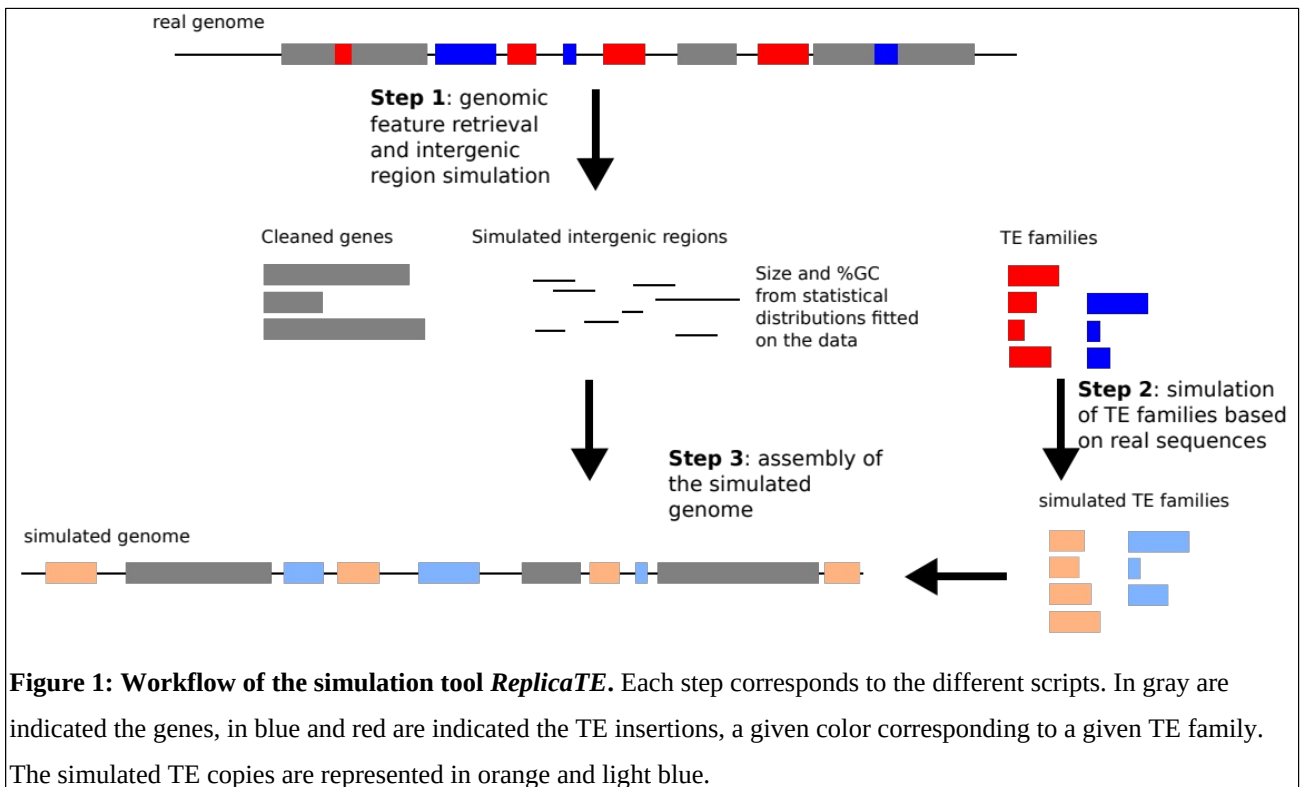 real genome
Step 1: genomic
feature retrieval
and intergenic
region simulation
Cleaned genes
Simulated intergenic regions
TE families
Size and %GC
from statistical
distributions fitted
on the data
Step 2: simulation
of TE families based
on real sequences
Step 3: assembly of
the simulated
genome
simulated TE families
simulated genome
Figure 1: Workflow of the simulation tool ReplicaTE. Each step corresponds to the different scripts. In gray are
indicated the genes, in blue and red are indicated the TE insertions, a given color corresponding to a given TE family.
The simulated TE copies are represented in orange and light blue.